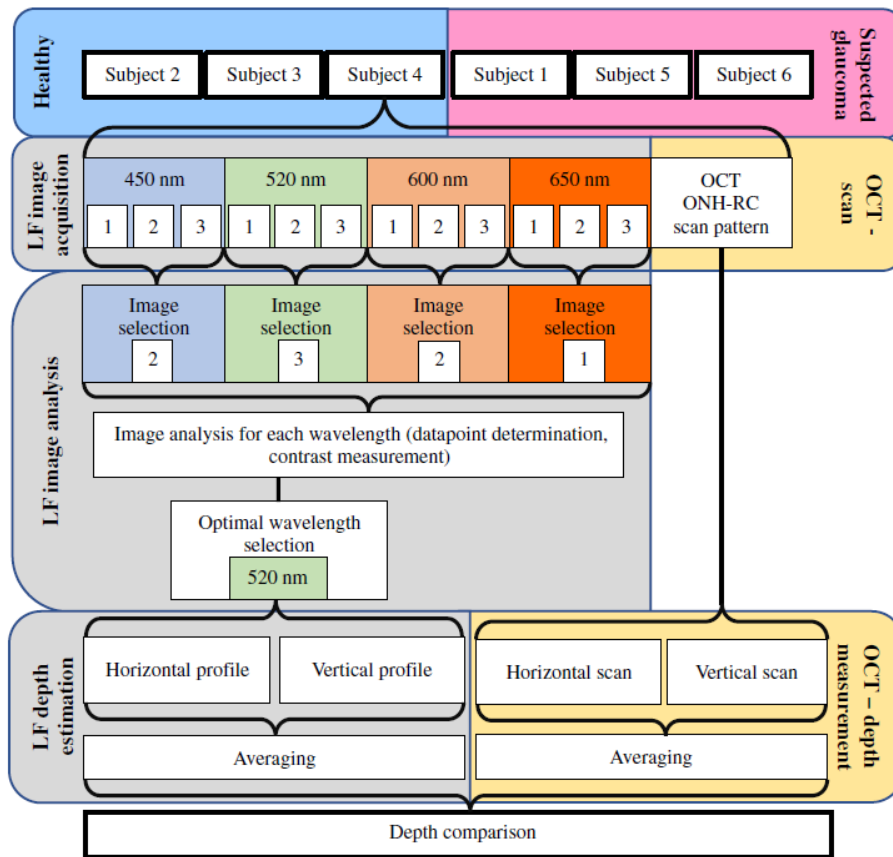 Healthy
Subject 2
Subject 3
Subject 4
Subject 1
Subject 5
Subject 6
Suspected
glaucoma
LF image
acquisition
450 nm
1 2 3
520 nm
1 2 3
600 nm
1 2 3
650 nm
1 2 3
OCT
ONH-RC
scan pattern
OCT -
scan
LF image analysis
Image
selection
2
Image
selection
3
Image
selection
2
Image
selection
1
Image analysis for each wavelength (datapoint determination,
contrast measurement)
Optimal wavelength
selection
520 nm
LF depth
estimation
Horizontal profile
Vertical profile
Averaging
Horizontal scan
Vertical scan
Averaging
OCT – depth
measurement
Depth comparison